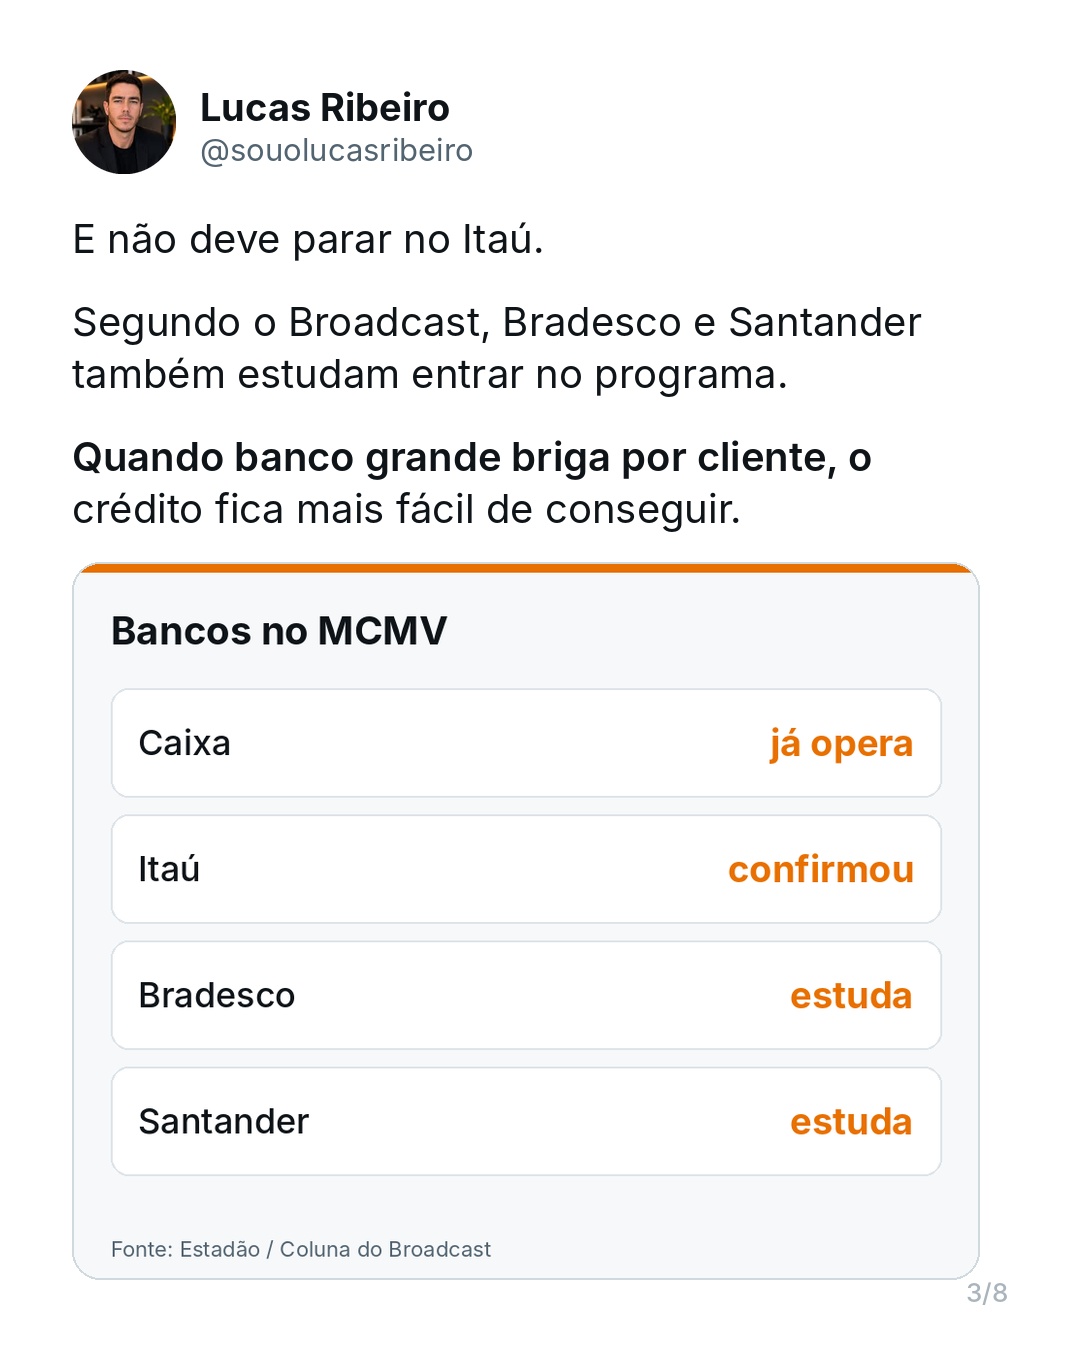 Lucas Ribeiro
@souolucasribeiro
E não deve parar no Itaú.
Segundo o Broadcast, Bradesco e Santander
também estudam entrar no programa.
Quando banco grande briga por cliente, o
crédito fica mais fácil de conseguir.
Bancos no MCMV
Caixa já opera
Itaú confirmou
Bradesco estuda
Santander estuda
Fonte: Estadão / Coluna do Broadcast
3/8